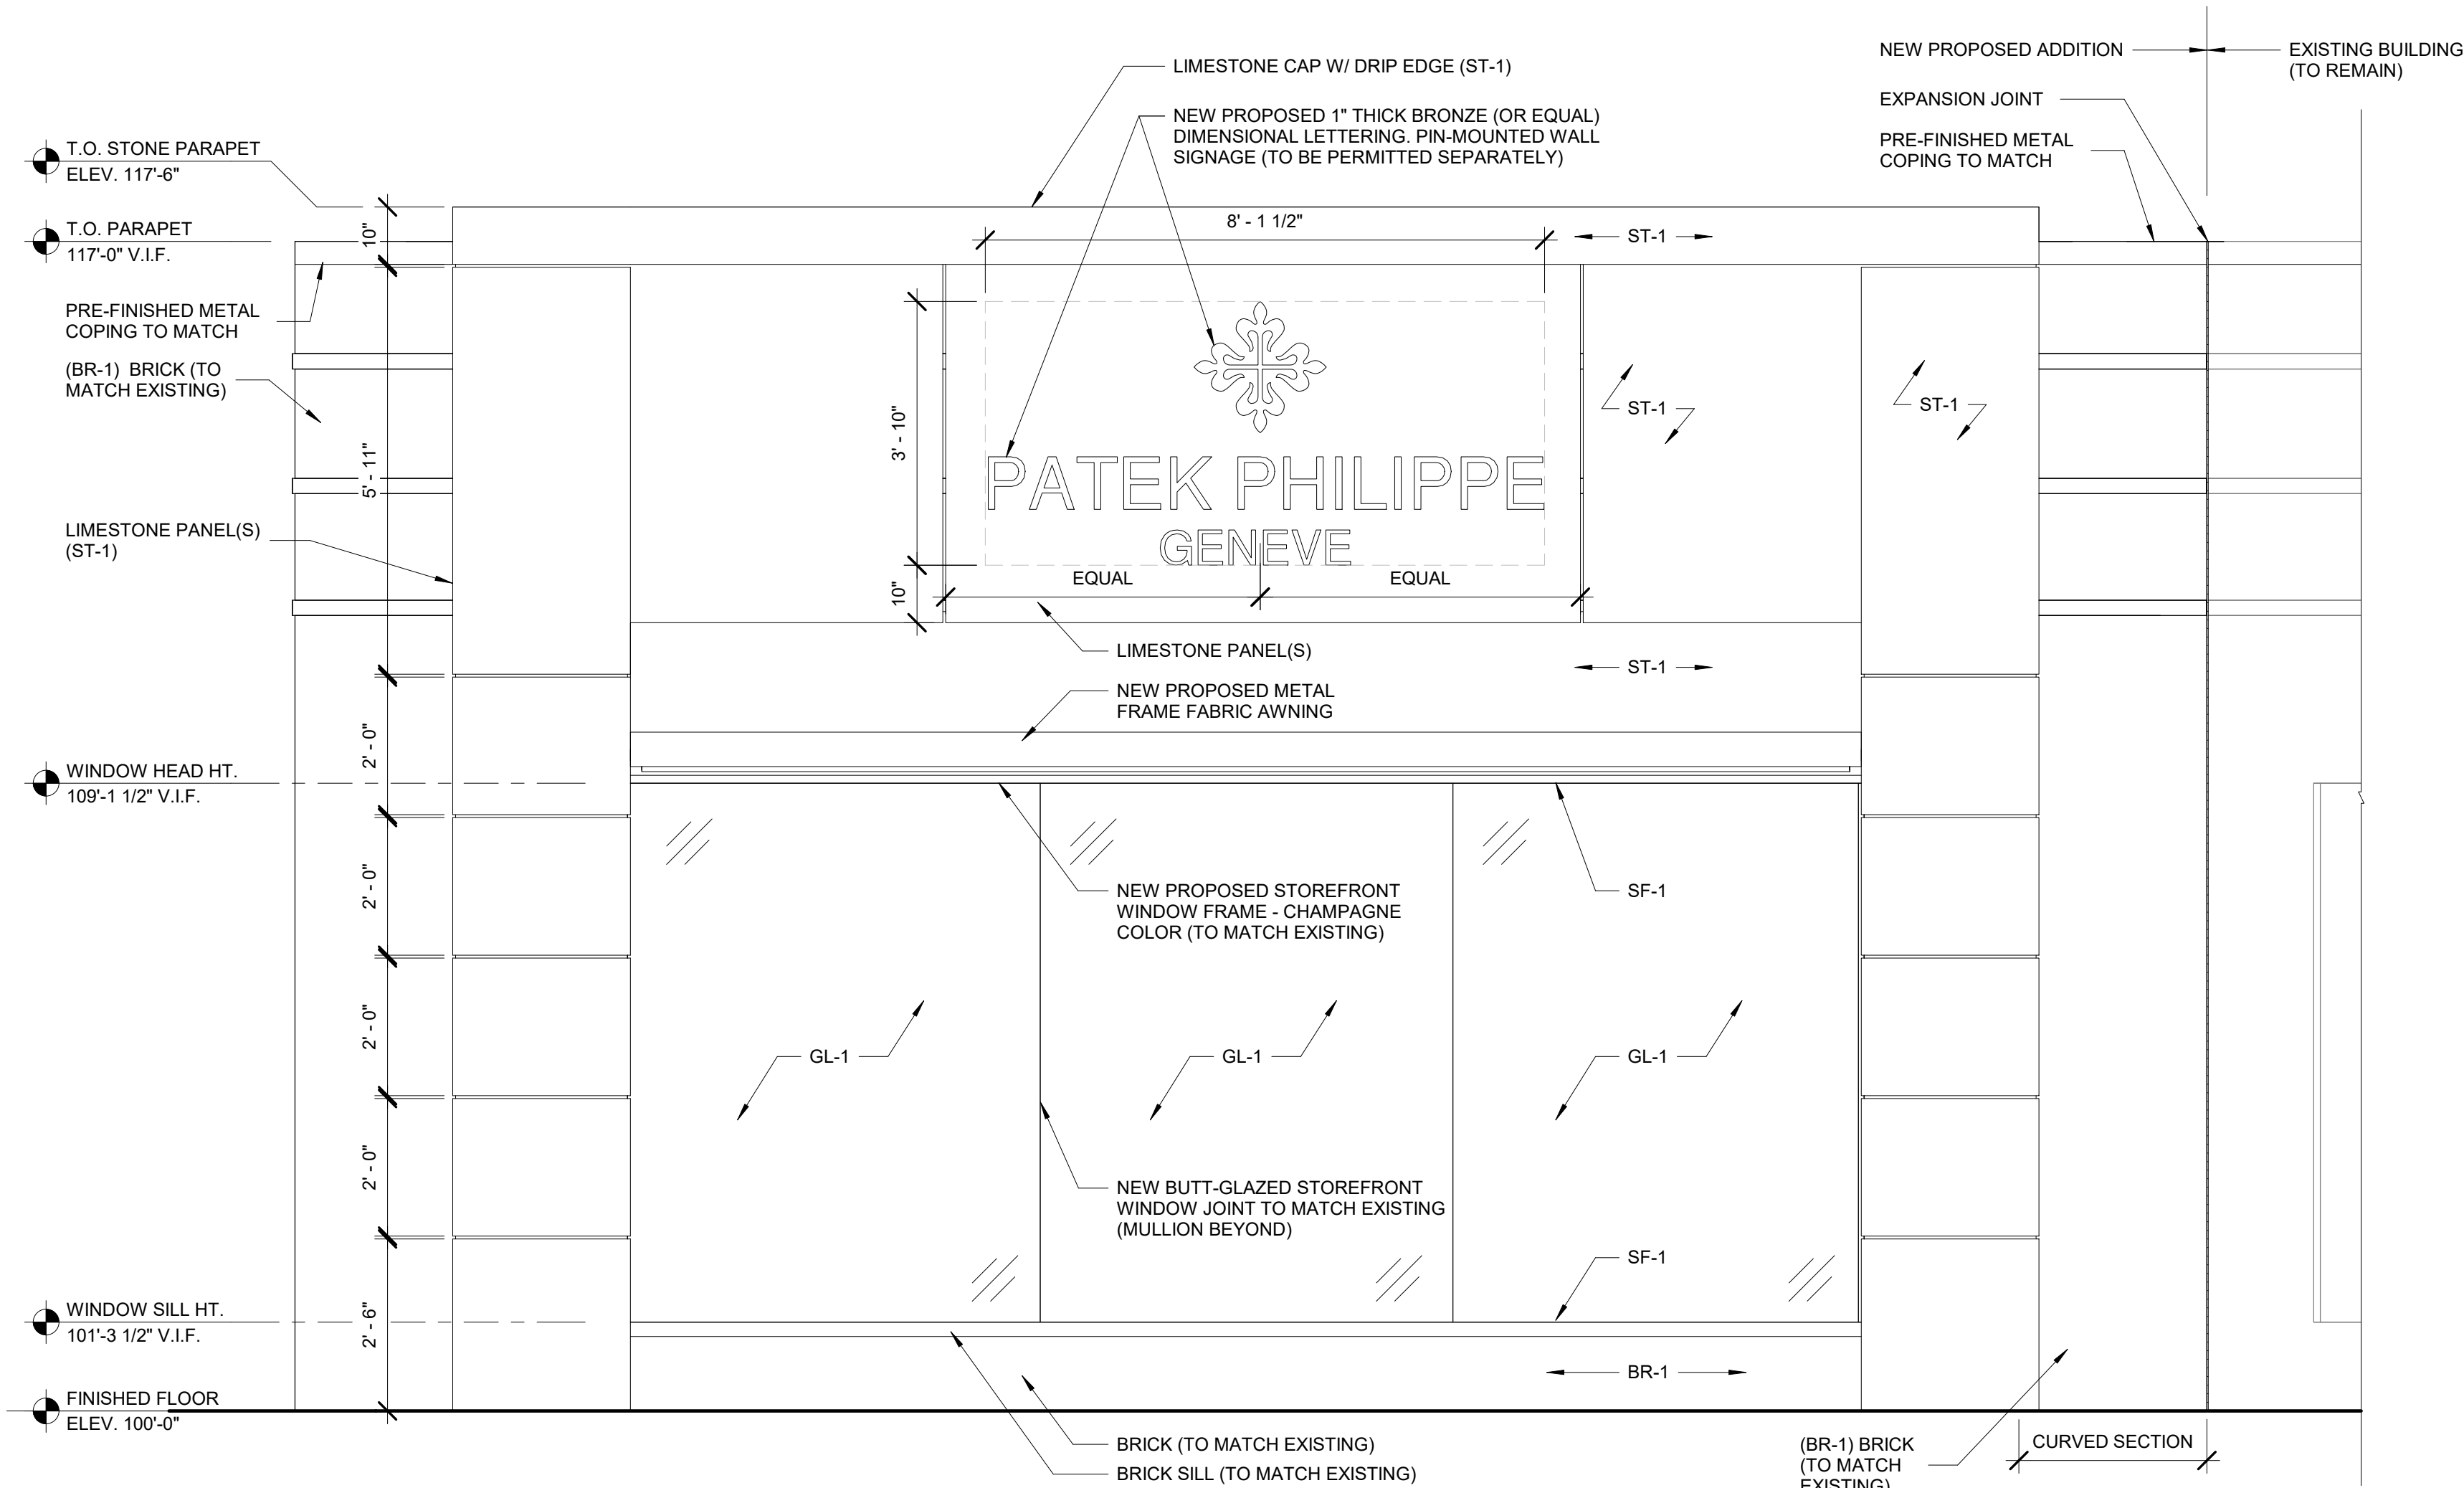 NEW PROPOSED ADDITION
EXISTING BUILDING
(TO REMAIN)
LIMESTONE CAP W/ DRIP EDGE (ST-1)
EXPANSION JOINT
NEW PROPOSED 1" THICK BRONZE (OR EQUAL)
DIMENSIONAL LETTERING. PIN-MOUNTED WALL
SIGNAGE (TO BE PERMITTED SEPARATELY)
PRE-FINISHED METAL
COPING TO MATCH
T.O. STONE PARAPET
ELEV. 117'-6"
T.O. PARAPET
117'-0" V.I.F.
10"
8' - 1 1/2"
ST-1
PRE-FINISHED METAL
COPING TO MATCH
(BR-1) BRICK (TO
MATCH EXISTING)
ST-1
ST-1
3' - 10"
5' - 11"
PATEK PHILIPPE
GENEVE
LIMESTONE PANEL(S)
(ST-1)
EQUAL
EQUAL
10"
LIMESTONE PANEL(S)
ST-1
NEW PROPOSED METAL
FRAME FABRIC AWNING
2' - 0"
WINDOW HEAD HT.
109'-1 1/2" V.I.F.
2' - 0"
NEW PROPOSED STOREFRONT
WINDOW FRAME - CHAMPAGNE
COLOR (TO MATCH EXISTING)
SF-1
2' - 0"
GL-1
GL-1
GL-1
2' - 0"
NEW BUTT-GLAZED STOREFRONT
WINDOW JOINT TO MATCH EXISTING
(MULLION BEYOND)
SF-1
WINDOW SILL HT.
101'-3 1/2" V.I.F.
2' - 6"
BR-1
FINISHED FLOOR
ELEV. 100'-0"
BRICK (TO MATCH EXISTING)
BRICK SILL (TO MATCH EXISTING)
(BR-1) BRICK
(TO MATCH
EXISTING)
CURVED SECTION